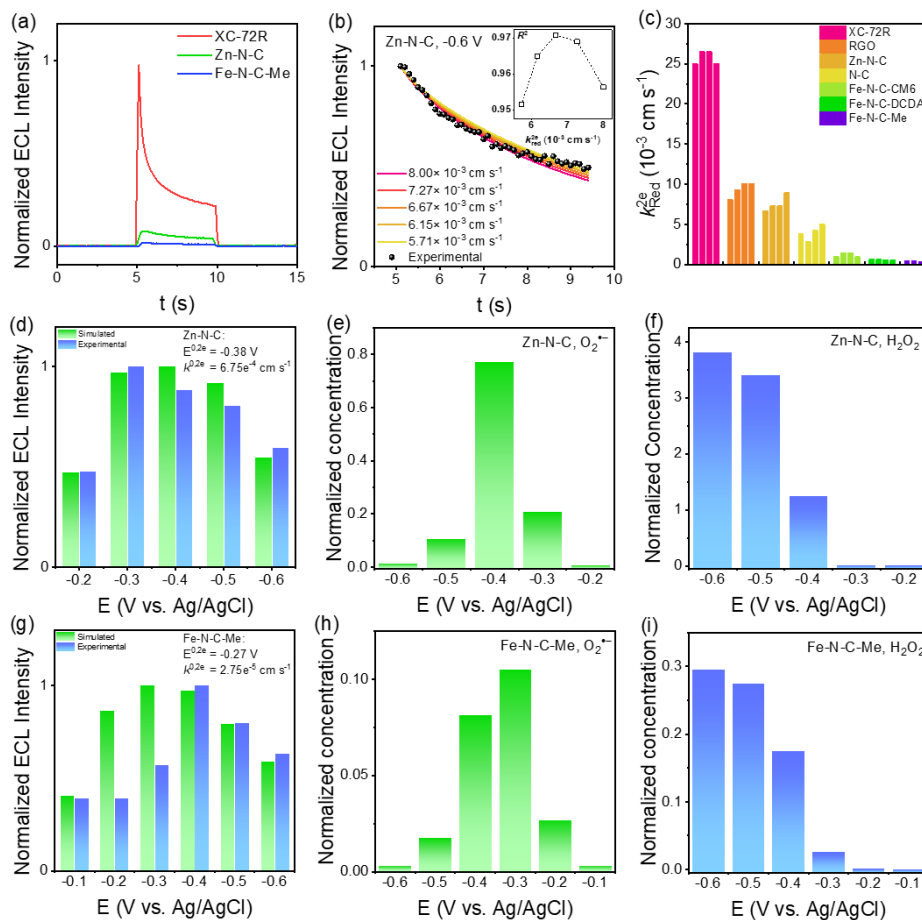 (a)
Normalized ECL Intensity
1
0
XC-72R
Zn-N-C
Fe-N-C-Me
0 5 10 15
t (s)
(b)
Normalized ECL Intensity
1
0
Zn-N-C, -0.6 V
R²
0.97
0.96
0.95
6 7 8
k_red^2e (10⁻³ cm s⁻¹)
8.00× 10⁻³ cm s⁻¹
7.27× 10⁻³ cm s⁻¹
6.67× 10⁻³ cm s⁻¹
6.15× 10⁻³ cm s⁻¹
5.71× 10⁻³ cm s⁻¹
Experimental
5 6 7 8 9 10
t (s)
(c)
k_Red^2e (10⁻³ cm s⁻¹)
30
25
20
15
10
5
0
XC-72R
RGO
Zn-N-C
N-C
Fe-N-C-CM6
Fe-N-C-DCDA
Fe-N-C-Me
(d)
Normalized ECL Intensity
1
0
Simulated
Experimental
Zn-N-C:
E^0,2e = -0.38 V
k^0,2e = 6.75e⁻⁴ cm s⁻¹
-0.2 -0.3 -0.4 -0.5 -0.6
E (V vs. Ag/AgCl)
(e)
Normalized concentration
0.8
0.6
0.4
0.2
0.0
Zn-N-C, O₂•−
-0.6 -0.5 -0.4 -0.3 -0.2
E (V vs. Ag/AgCl)
(f)
Normalized Concentration
4
3
2
1
0
Zn-N-C, H₂O₂
-0.6 -0.5 -0.4 -0.3 -0.2
E (V vs. Ag/AgCl)
(g)
Normalized ECL Intensity
1
0
Simulated
Experimental
Fe-N-C-Me:
E^0,2e = -0.27 V
k^0,2e = 2.75e⁻⁵ cm s⁻¹
-0.1 -0.2 -0.3 -0.4 -0.5 -0.6
E (V vs. Ag/AgCl)
(h)
Normalized concentration
0.10
0.05
0.00
Fe-N-C-Me, O₂•−
-0.6 -0.5 -0.4 -0.3 -0.2 -0.1
E (V vs. Ag/AgCl)
(i)
Normalized concentration
0.3
0.2
0.1
0.0
Fe-N-C-Me, H₂O₂
-0.6 -0.5 -0.4 -0.3 -0.2 -0.1
E (V vs. Ag/AgCl)